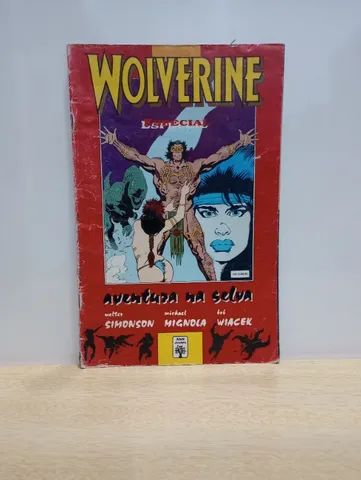 WOLVERINE
ESPECIAL
aventura na selva
walter michael bob
SIMONSON MIGNOLA WIACEK